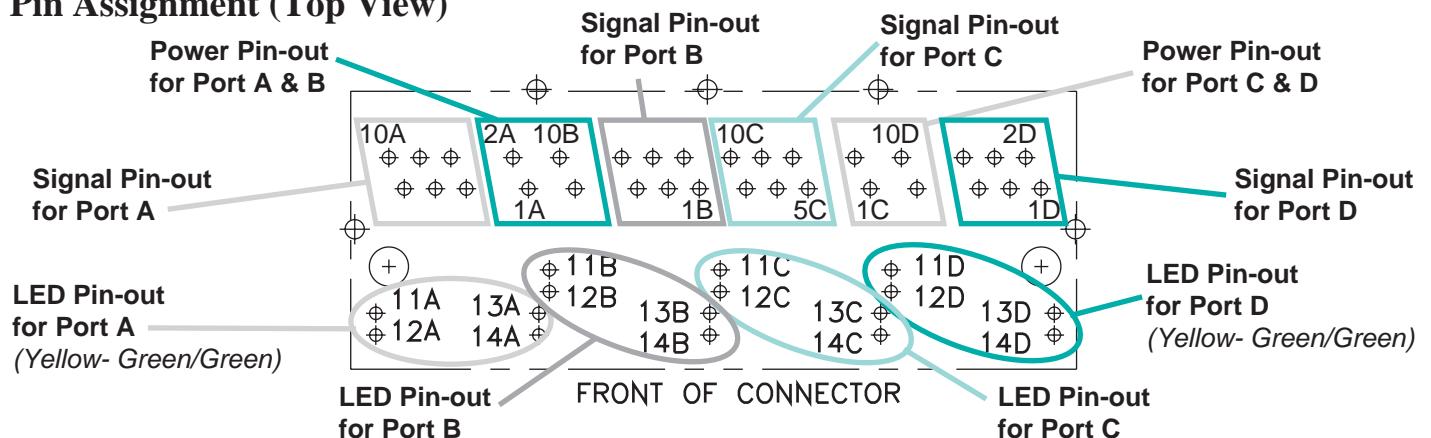 Pin Assignment (Top View)
Power Pin-out
for Port A & B
Signal Pin-out
for Port B
Signal Pin-out
for Port C
Power Pin-out
for Port C & D
10A
2A 10B
10C
10D
2D
1A
1B
5C
1C
1D
Signal Pin-out
for Port A
Signal Pin-out
for Port D
11A
12A
13A
14A
11B
12B
13B
14B
11C
12C
13C
14C
11D
12D
13D
14D
LED Pin-out
for Port A
(Yellow- Green/Green)
LED Pin-out
for Port D
(Yellow- Green/Green)
FRONT OF CONNECTOR
LED Pin-out
for Port B
LED Pin-out
for Port C